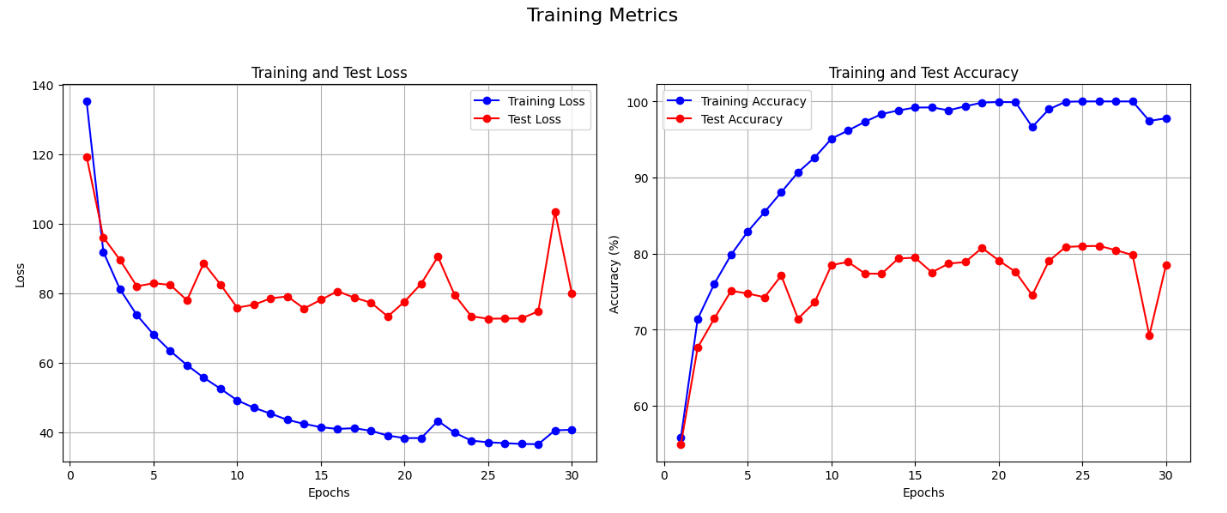 Training Metrics
Training and Test Loss
140
120
100
80
60
40
Loss
0 5 10 15 20 25 30
Epochs
Training Loss
Test Loss
Training and Test Accuracy
100
90
80
70
60
Accuracy (%)
0 5 10 15 20 25 30
Epochs
Training Accuracy
Test Accuracy